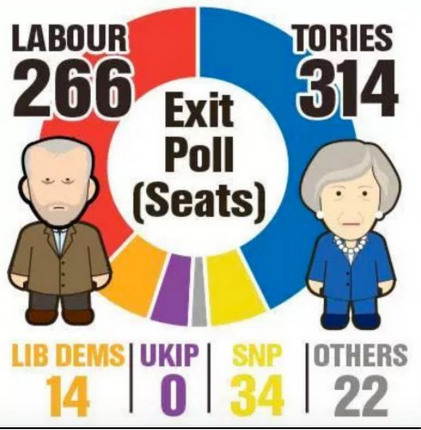 LABOUR
266
TORIES
314
Exit
Poll
(Seats)
LIB DEMS
14
UKIP
0
SNP
34
OTHERS
22